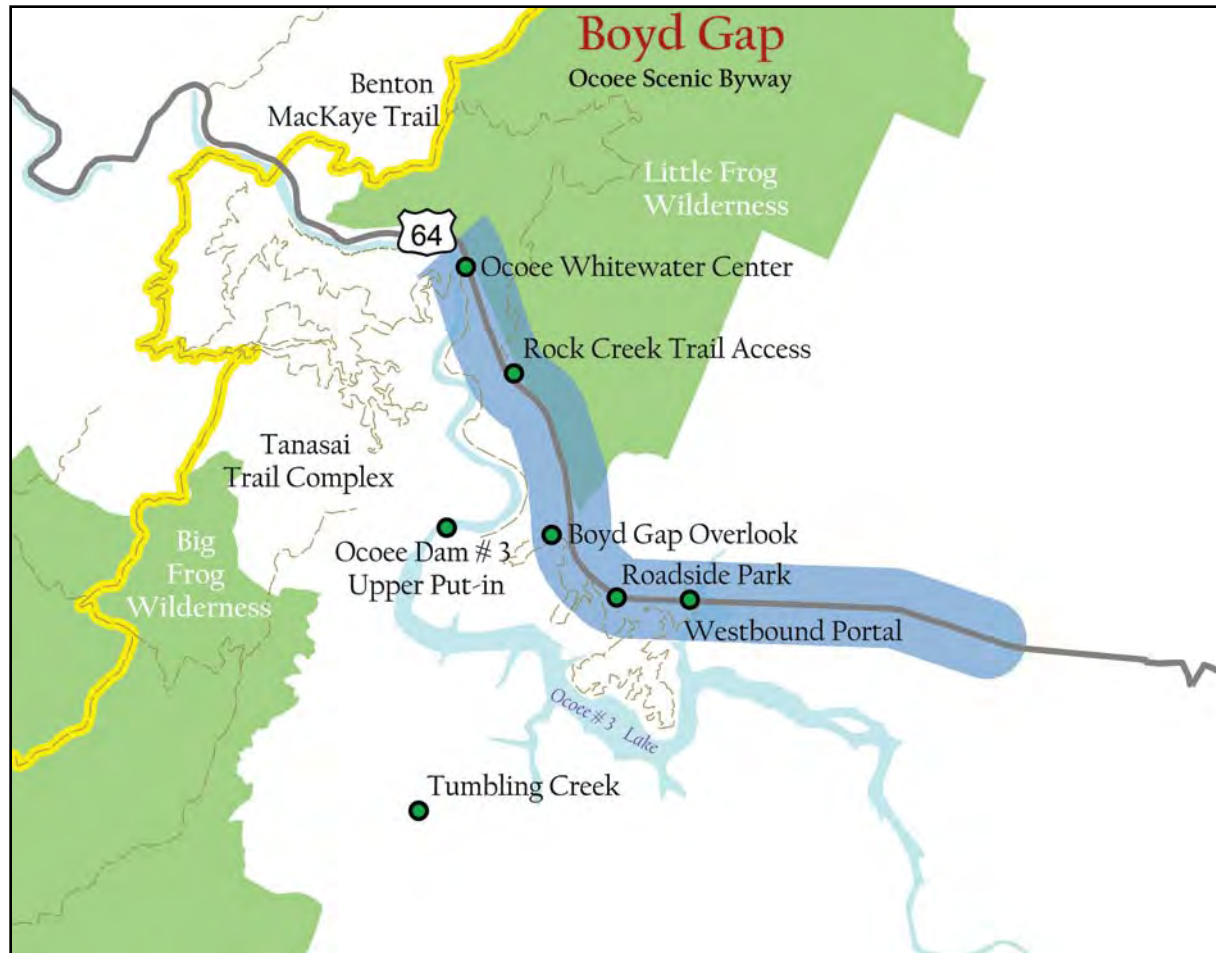 Boyd Gap
Ocoee Scenic Byway
Benton
MacKaye Trail
Little Frog
Wilderness
64
Ocoee Whitewater Center
Rock Creek Trail Access
Tanasai
Trail Complex
Big
Frog
Wilderness
Ocoee Dam # 3
Upper Put-in
Boyd Gap Overlook
Roadside Park
Westbound Portal
Ocoee # 3 Lake
Tumbling Creek